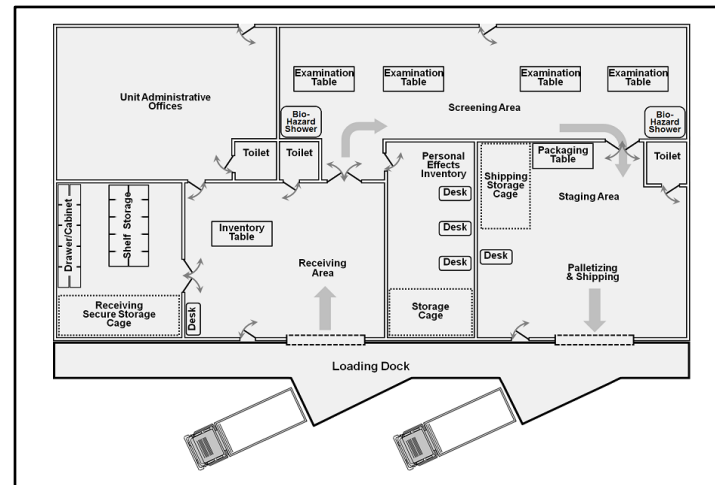 Unit Administrative
Offices
Examination
Table
Examination
Table
Examination
Table
Examination
Table
Screening Area
Bio-
Hazard
Shower
Bio-
Hazard
Shower
Toilet
Toilet
Personal
Effects
Inventory
Desk
Desk
Desk
Storage
Cage
Packaging
Table
Shipping
Storage
Cage
Toilet
Staging Area
Desk
Palletizing
& Shipping
Drawer/Cabinet
Shelf Storage
Receiving
Secure Storage
Cage
Inventory
Table
Receiving
Area
Desk
Loading Dock